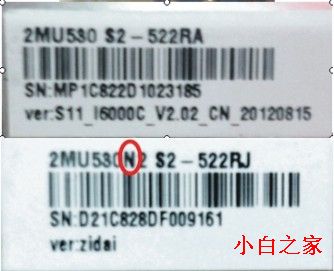 2MU530 S2-522RA
SN:MP1C822D1023185
ver:S11_I6000C_V2.02_CN_20120815
2MU530N2 S2-522RJ
SN:D21C828DF009161
ver:zidai
小白之家